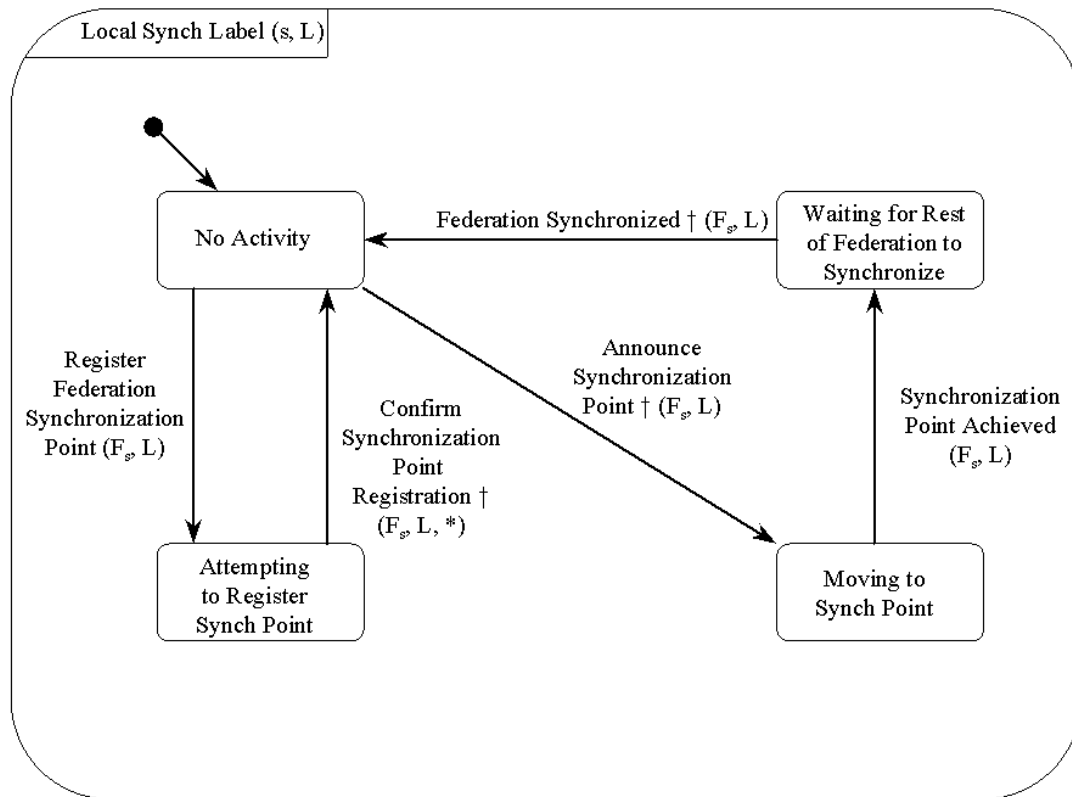 Local Synch Label (s, L)
No Activity
Federation Synchronized † (Fs, L)
Waiting for Rest
of Federation to
Synchronize
Register
Federation
Synchronization
Point (Fs, L)
Confirm
Synchronization
Point
Registration †
(Fs, L, *)
Announce
Synchronization
Point † (Fs, L)
Synchronization
Point Achieved
(Fs, L)
Attempting
to Register
Synch Point
Moving to
Synch Point